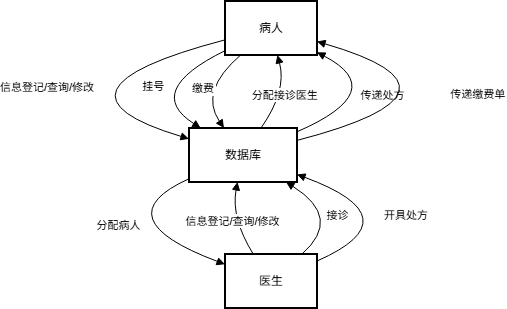 病人
信息登记/查询/修改
挂号
缴费
分配接诊医生
传递处方
传递缴费单
数据库
分配病人
信息登记/查询/修改
接诊
开具处方
医生